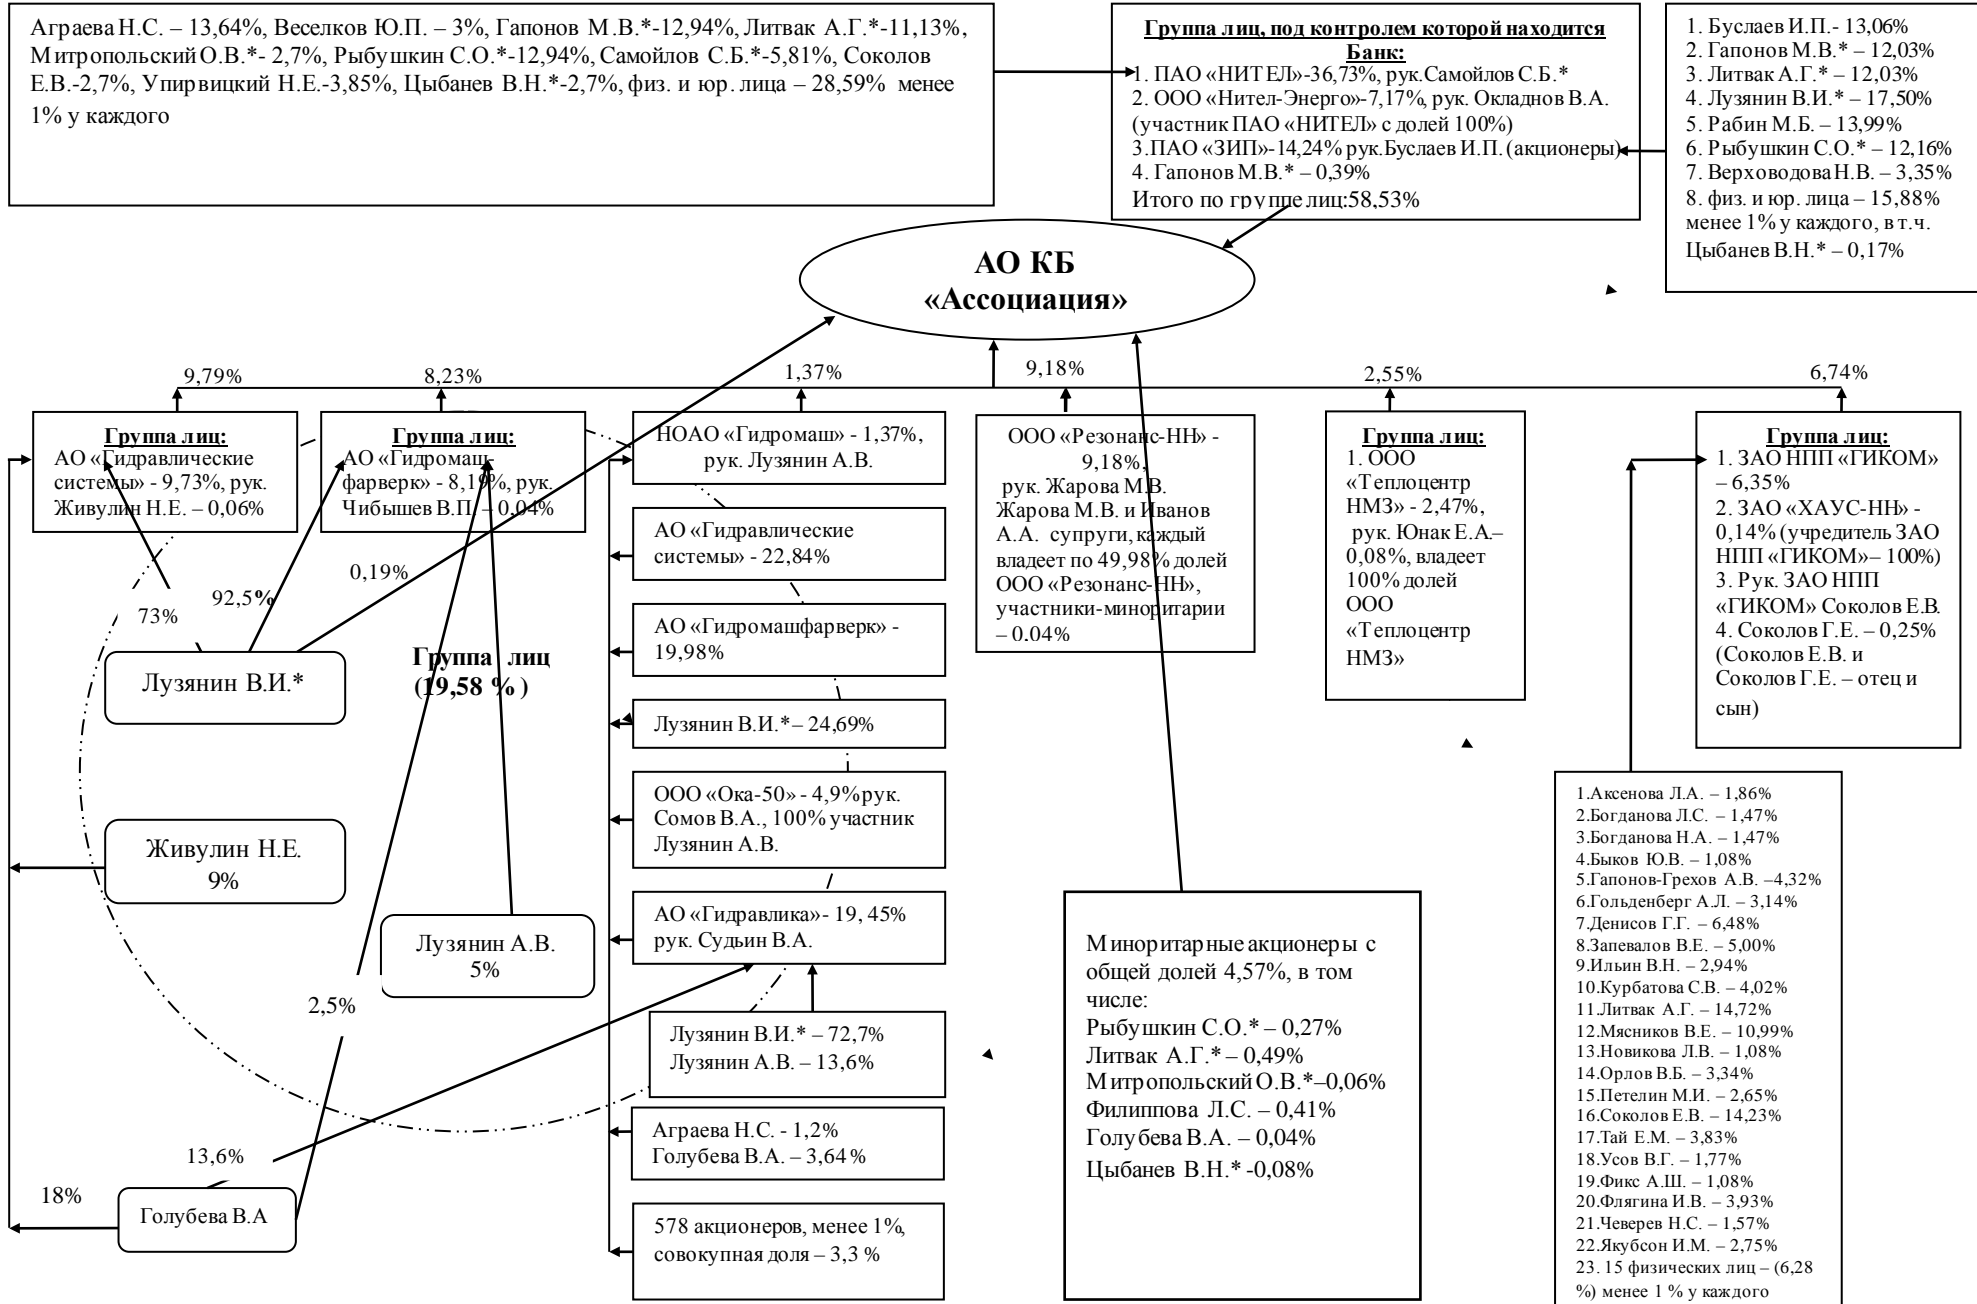 Аграева Н.С. – 13,64%, Веселков Ю.П. – 3%, Гапонов М.В.*-12,94%, Литвак А.Г.*-11,13%,
Митропольский О.В.*- 2,7%, Рыбушкин С.О.*-12,94%, Самойлов С.Б.*-5,81%, Соколов
Е.В.-2,7%, Упирвицкий Н.Е.-3,85%, Цыбанев В.Н.*-2,7%, физ. и юр. лица – 28,59% менее
1% у каждого
Группа лиц, под контролем которой находится
Банк:
1. ПАО «НИТЕЛ»-36,73%, рук.Самойлов С.Б.*
2. ООО «Нител-Энерго»-7,17%, рук. Окладнов В.А.
(участник ПАО «НИТЕЛ» с долей 100%)
3.ПАО «ЗИП»-14,24% рук.Буслаев И.П. (акционеры)
4. Гапонов М.В.* – 0,39%
Итого по группе лиц:58,53%
1. Буслаев И.П.- 13,06%
2. Гапонов М.В.* – 12,03%
3. Литвак А.Г.* – 12,03%
4. Лузянин В.И.* – 17,50%
5. Рабин М.Б. – 13,99%
6. Рыбушкин С.О.* – 12,16%
7. Верховодова Н.В. – 3,35%
8. физ. и юр. лица – 15,88%
менее 1% у каждого, в т.ч.
Цыбанев В.Н.* – 0,17%
АО КБ
«Ассоциация»
9,79%
8,23%
1,37%
9,18%
2,55%
6,74%
Группа лиц:
АО «Гидравлические
системы» - 9,73%, рук.
Живулин Н.Е. – 0,06%
Группа лиц:
АО «Гидромаш-
фарверк» - 8,19%, рук.
Чибышев В.П. – 0,04%
НОАО «Гидромаш» - 1,37%,
рук. Лузянин А.В.
ООО «Резонанс-НН» -
9,18%,
рук. Жарова М.В.
Жарова М.В. и Иванов
А.А. супруги, каждый
владеет по 49,98% долей
ООО «Резонанс-НН»,
участники-миноритарии
– 0,04%
Группа лиц:
1. ООО
«Теплоцентр
НМЗ» - 2,47%,
рук. Юнак Е.А.–
0,08%, владеет
100% долей
ООО
«Теплоцентр
НМЗ»
Группа лиц:
1. ЗАО НПП «ГИКОМ»
– 6,35%
2. ЗАО «ХАУС-НН» -
0,14% (учредитель ЗАО
НПП «ГИКОМ»– 100%)
3. Рук. ЗАО НПП
«ГИКОМ» Соколов Е.В.
4. Соколов Г.Е. – 0,25%
(Соколов Е.В. и
Соколов Г.Е. – отец и
сын)
АО «Гидравлические
системы» - 22,84%
0,19%
92,5%
73%
АО «Гидромашфарверк» -
19,98%
Группа лиц
(19,58 %)
Лузянин В.И.*
Лузянин В.И.* – 24,69%
ООО «Ока-50» - 4,9% рук.
Сомов В.А., 100% участник
Лузянин А.В.
Живулин Н.Е.
9%
АО «Гидравлика»- 19, 45%
рук. Судьин В.А.
Лузянин А.В.
5%
2,5%
Лузянин В.И.* – 72,7%
Лузянин А.В. – 13,6%
Аграева Н.С. - 1,2%
Голубева В.А. – 3,64%
13,6%
18%
Голубева В.А
578 акционеров, менее 1%,
совокупная доля – 3,3 %
Миноритарные акционеры с
общей долей 4,57%, в том
числе:
Рыбушкин С.О.* – 0,27%
Литвак А.Г.* – 0,49%
Митропольский О.В.*–0,06%
Филиппова Л.С. – 0,41%
Голубева В.А. – 0,04%
Цыбанев В.Н.* -0,08%
1.Аксенова Л.А. – 1,86%
2.Богданова Л.С. – 1,47%
3.Богданова Н.А. – 1,47%
4.Быков Ю.В. – 1,08%
5.Гапонов-Грехов А.В. –4,32%
6.Гольденберг А.Л. – 3,14%
7.Денисов Г.Г. – 6,48%
8.Запевалов В.Е. – 5,00%
9.Ильин В.Н. – 2,94%
10.Курбатова С.В. – 4,02%
11.Литвак А.Г. – 14,72%
12.Мясников В.Е. – 10,99%
13.Новикова Л.В. – 1,08%
14.Орлов В.Б. – 3,34%
15.Петелин М.И. – 2,65%
16.Соколов Е.В. – 14,23%
17.Тай Е.М. – 3,83%
18.Усов В.Г. – 1,77%
19.Фикс А.Ш. – 1,08%
20.Флягина И.В. – 3,93%
21.Чеверев Н.С. – 1,57%
22.Якубсон И.М. – 2,75%
23. 15 физических лиц – (6,28
%) менее 1 % у каждого